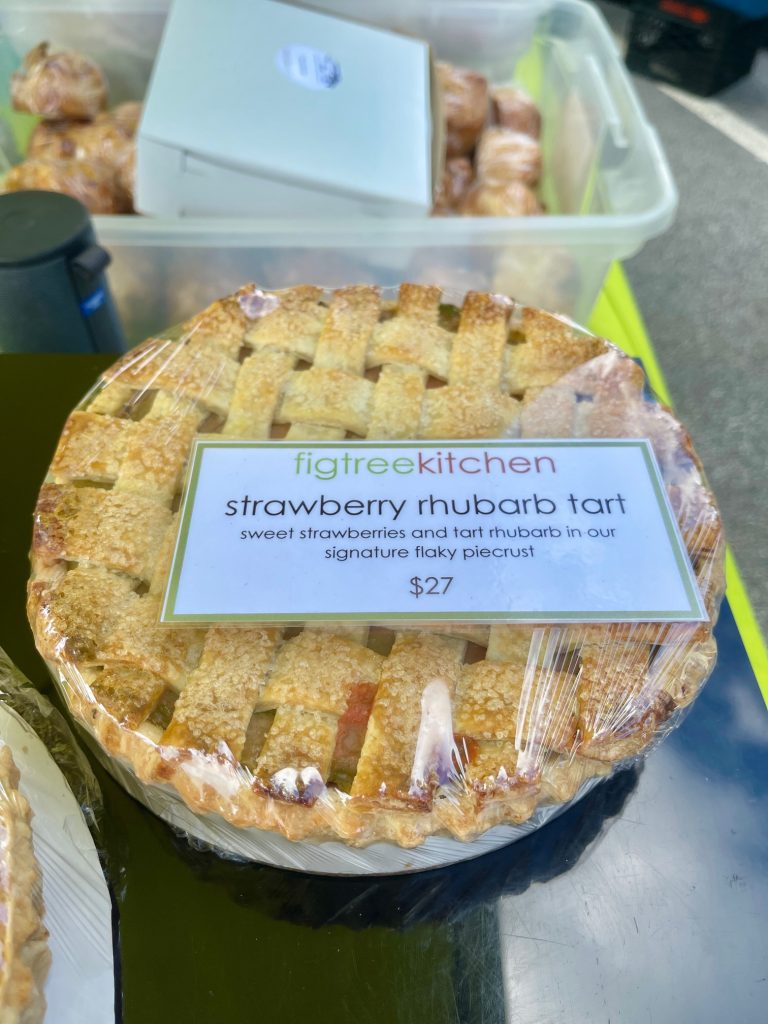 figtreekitchen
strawberry rhubarb tart
sweet strawberries and tart rhubarb in our
signature flaky piecrust
$27